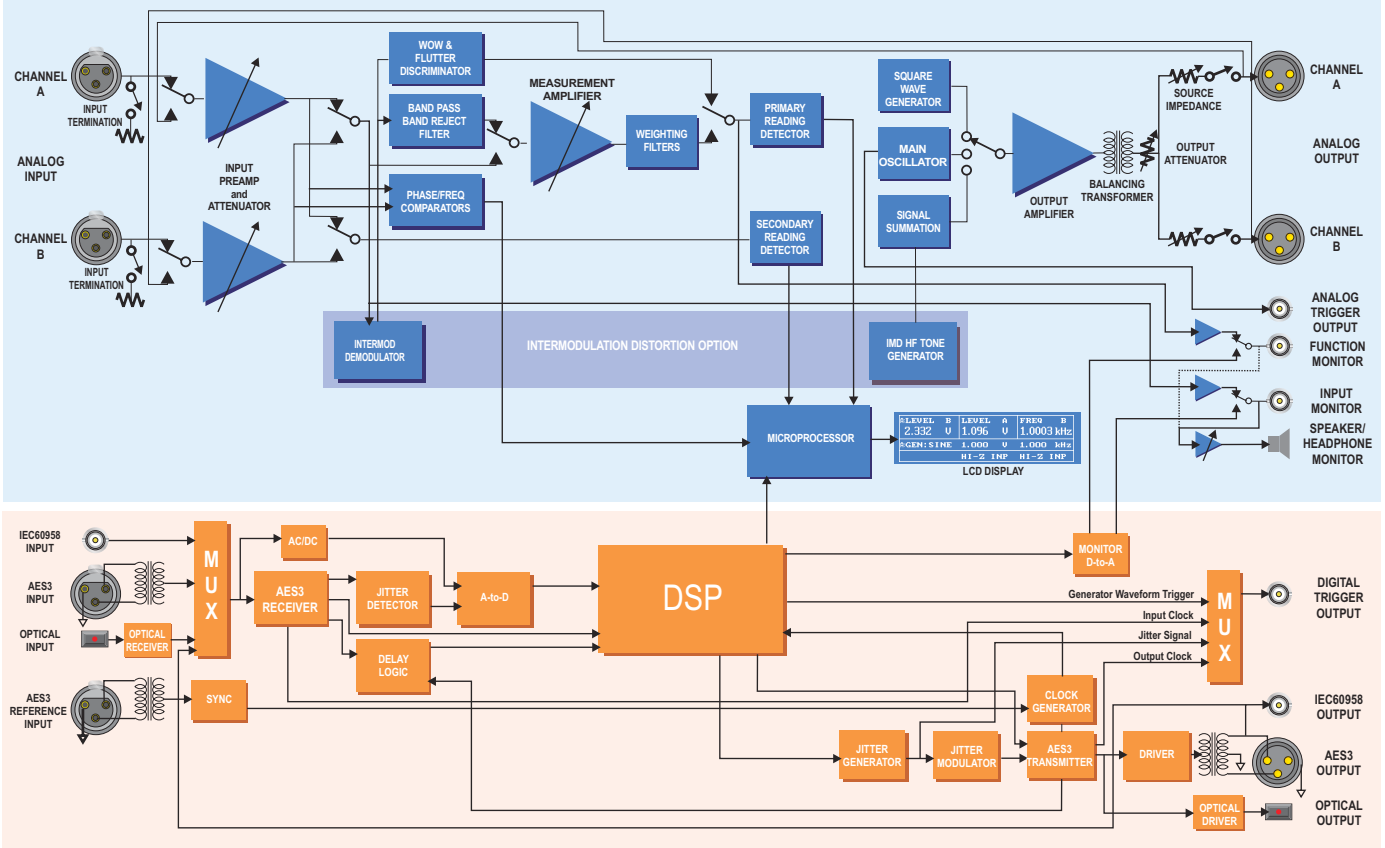 CHANNEL
A
INPUT
TERMINATION
ANALOG
INPUT
CHANNEL
B
INPUT
TERMINATION
INPUT
PREAMP
and
ATTENUATOR
WOW &
FLUTTER
DISCRIMINATOR
BAND PASS
BAND REJECT
FILTER
PHASE/FREQ
COMPARATORS
MEASUREMENT
AMPLIFIER
WEIGHTING
FILTERS
PRIMARY
READING
DETECTOR
SECONDARY
READING
DETECTOR
SQUARE
WAVE
GENERATOR
MAIN
OSCILLATOR
SIGNAL
SUMMATION
OUTPUT
AMPLIFIER
BALANCING
TRANSFORMER
SOURCE
IMPEDANCE
OUTPUT
ATTENUATOR
CHANNEL
A
ANALOG
OUTPUT
CHANNEL
B
ANALOG
TRIGGER
OUTPUT
FUNCTION
MONITOR
INPUT
MONITOR
SPEAKER/
HEADPHONE
MONITOR
INTERMOD
DEMODULATOR
INTERMODULATION DISTORTION OPTION
IMD HF TONE
GENERATOR
MICROPROCESSOR
LEVEL B LEVEL A FREQ B
2.332 V 1.096 V 1.0003 kHz
GEN:SINE 1.000 V 1.000 kHz
HI-Z INP HI-Z INP
LCD DISPLAY
IEC60958
INPUT
AES3
INPUT
OPTICAL
INPUT
OPTICAL
RECEIVER
AES3
REFERENCE
INPUT
MUX
SYNC
AC/DC
AES3
RECEIVER
JITTER
DETECTOR
A-to-D
DELAY
LOGIC
DSP
MONITOR
D-to-A
Generator Waveform Trigger
Input Clock
Jitter Signal
Output Clock
MUX
DIGITAL
TRIGGER
OUTPUT
CLOCK
GENERATOR
JITTER
GENERATOR
JITTER
MODULATOR
AES3
TRANSMITTER
DRIVER
OPTICAL
DRIVER
IEC60958
OUTPUT
AES3
OUTPUT
OPTICAL
OUTPUT